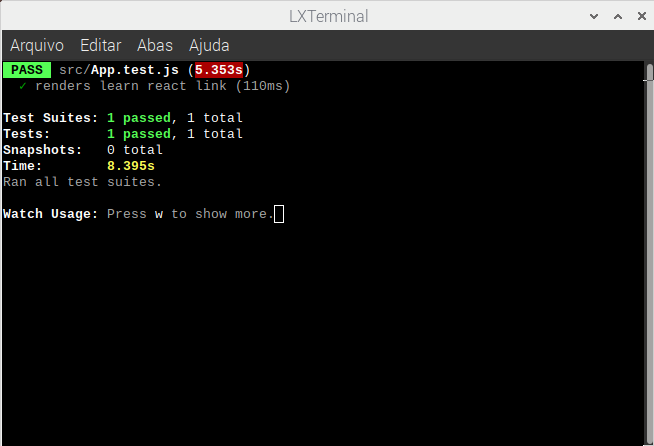 LXTerminal
Arquivo Editar Abas Ajuda
PASS src/App.test.js (5.353s)
✓ renders learn react link (110ms)
Test Suites: 1 passed, 1 total
Tests: 1 passed, 1 total
Snapshots: 0 total
Time: 8.395s
Ran all test suites.
Watch Usage: Press w to show more.